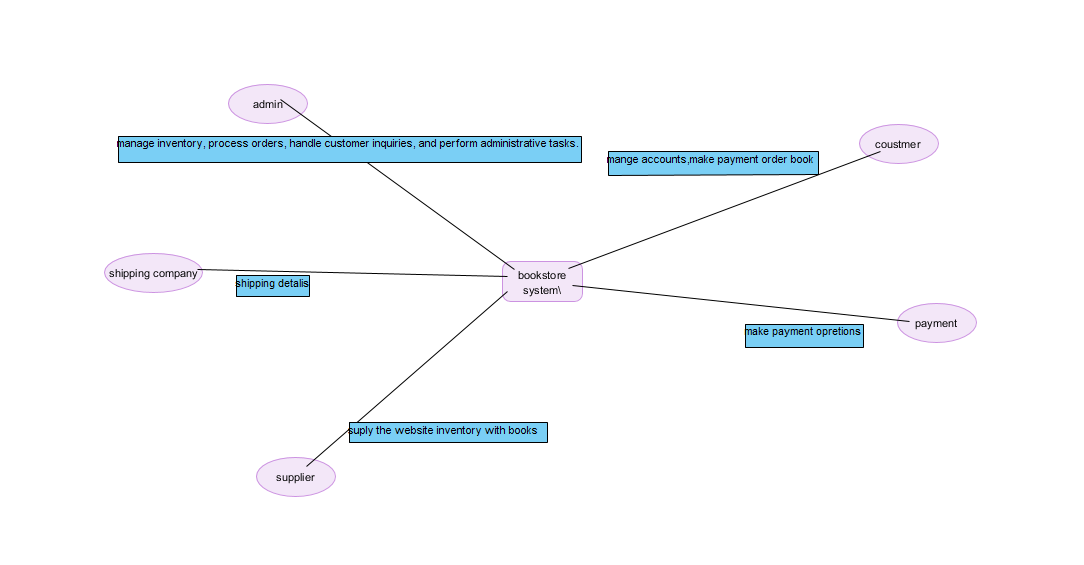 admin
manage inventory, process orders, handle customer inquiries, and perform administrative tasks.
coustmer
mange accounts,make payment order book
shipping company
shipping detalis
bookstore
system\
payment
make payment opretions
suply the website inventory with books
supplier